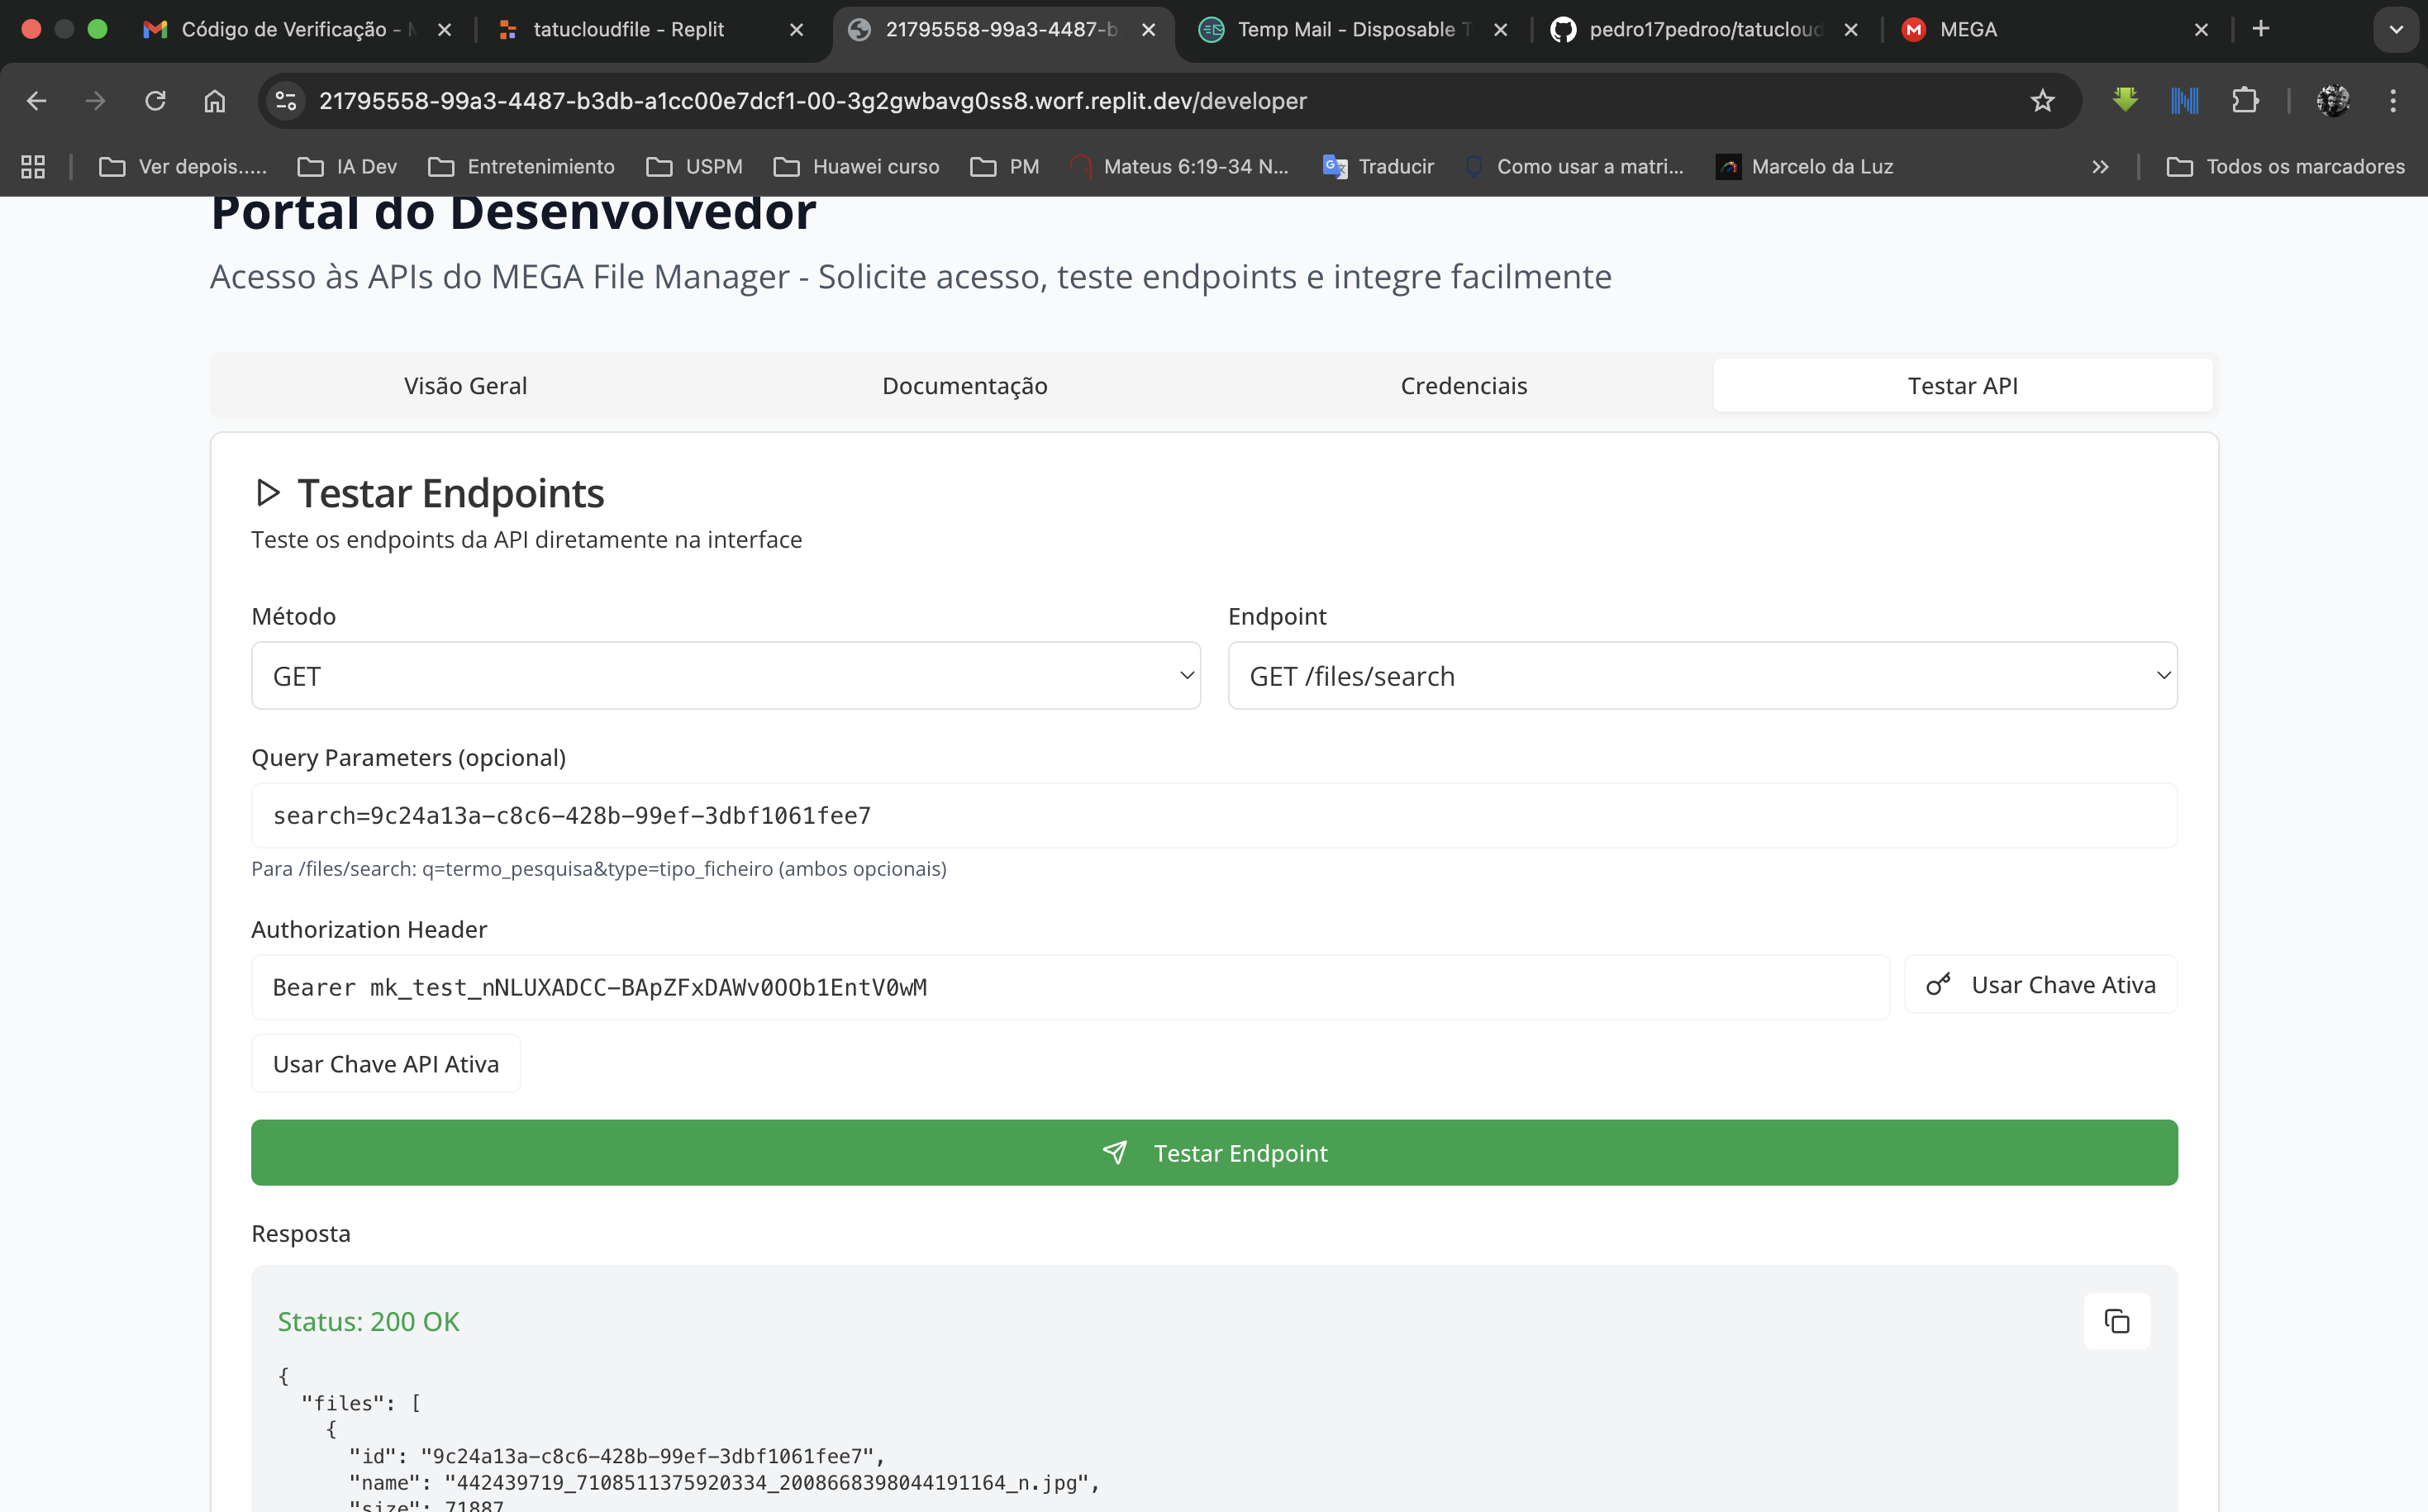 Código de Verificação -
tatucloudfile - Replit
21795558-99a3-4487-b
Temp Mail - Disposable
pedro17pedroo/tatucloud
MEGA
21795558-99a3-4487-b3db-a1cc00e7dcf1-00-3g2gwbavg0ss8.worf.replit.dev/developer
Ver depois.....
IA Dev
Entretenimiento
USPM
Huawei curso
PM
Mateus 6:19-34 N...
Traducir
Como usar a matri...
Marcelo da Luz
Todos os marcadores
Portal do Desenvolvedor
Acesso às APIs do MEGA File Manager - Solicite acesso, teste endpoints e integre facilmente
Visão Geral
Documentação
Credenciais
Testar API
Testar Endpoints
Teste os endpoints da API diretamente na interface
Método
Endpoint
GET
GET /files/search
Query Parameters (opcional)
search=9c24a13a-c8c6-428b-99ef-3dbf1061fee7
Para /files/search: q=termo_pesquisa&type=tipo_ficheiro (ambos opcionais)
Authorization Header
Bearer mk_test_nNLUXADCC-BApZFxDAWv0OOb1EntV0wM
Usar Chave Ativa
Usar Chave API Ativa
Testar Endpoint
Resposta
Status: 200 OK
{
"files": [
{
"id": "9c24a13a-c8c6-428b-99ef-3dbf1061fee7",
"name": "442439719_7108511375920334_2008668398044191164_n.jpg",
"size": 71887